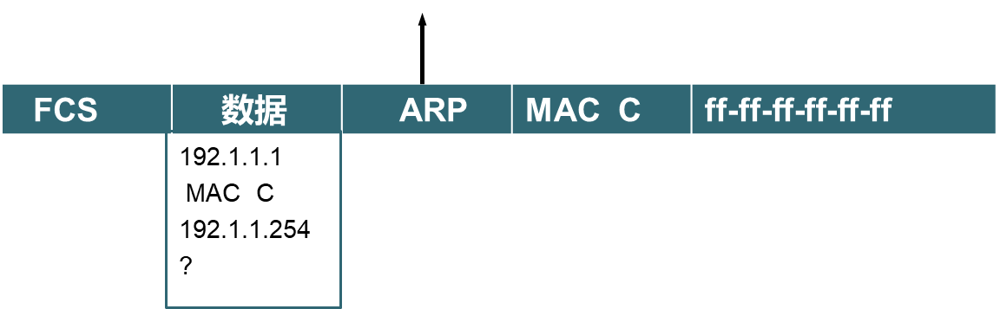 FCS 数据 ARP MAC C ff-ff-ff-ff-ff-ff
192.1.1.1
MAC C
192.1.1.254
?